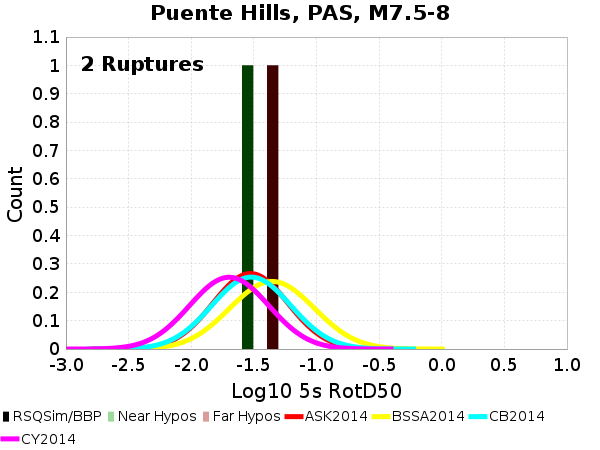 Puente Hills, PAS, M7.5-8
1.1
1
0.9
0.8
0.7
0.6
0.5
0.4
0.3
0.2
0.1
0
Count
2 Ruptures
-3.0 -2.5 -2.0 -1.5 -1.0 -0.5 0.0 0.5 1.0
Log10 5s RotD50
RSQSim/BBP Near Hypos Far Hypos ASK2014 BSSA2014 CB2014
CY2014